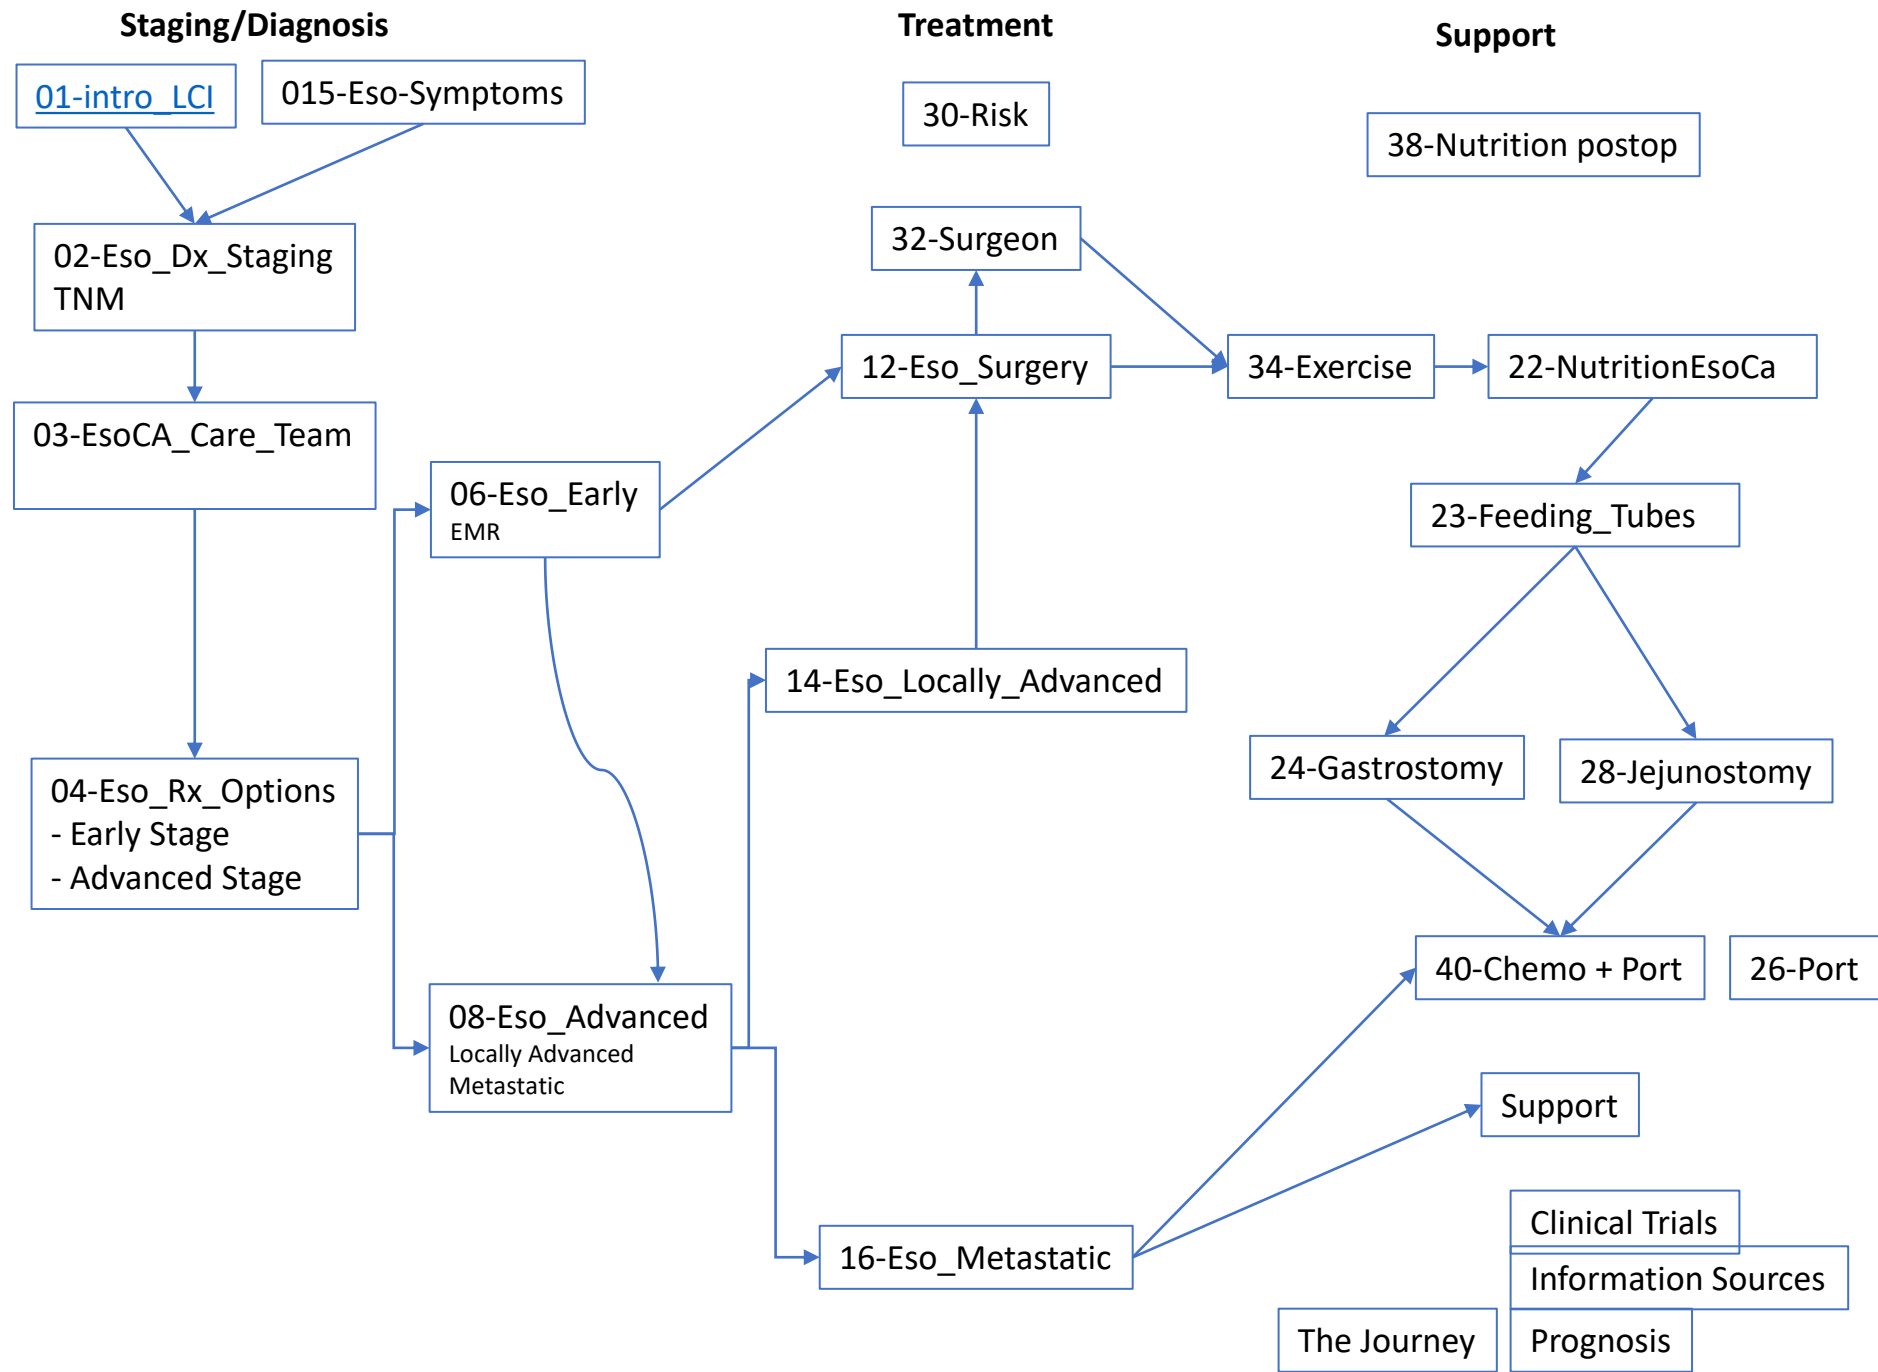 Staging/Diagnosis
Treatment
Support
01-intro_LCI
015-Eso-Symptoms
30-Risk
38-Nutrition postop
02-Eso_Dx_Staging
TNM
32-Surgeon
12-Eso_Surgery
34-Exercise
22-NutritionEsoCa
03-EsoCA_Care_Team
06-Eso_Early
EMR
23-Feeding_Tubes
14-Eso_Locally_Advanced
04-Eso_Rx_Options
- Early Stage
- Advanced Stage
24-Gastrostomy
28-Jejunostomy
08-Eso_Advanced
Locally Advanced
Metastatic
40-Chemo + Port
26-Port
Support
16-Eso_Metastatic
Clinical Trials
Information Sources
The Journey
Prognosis